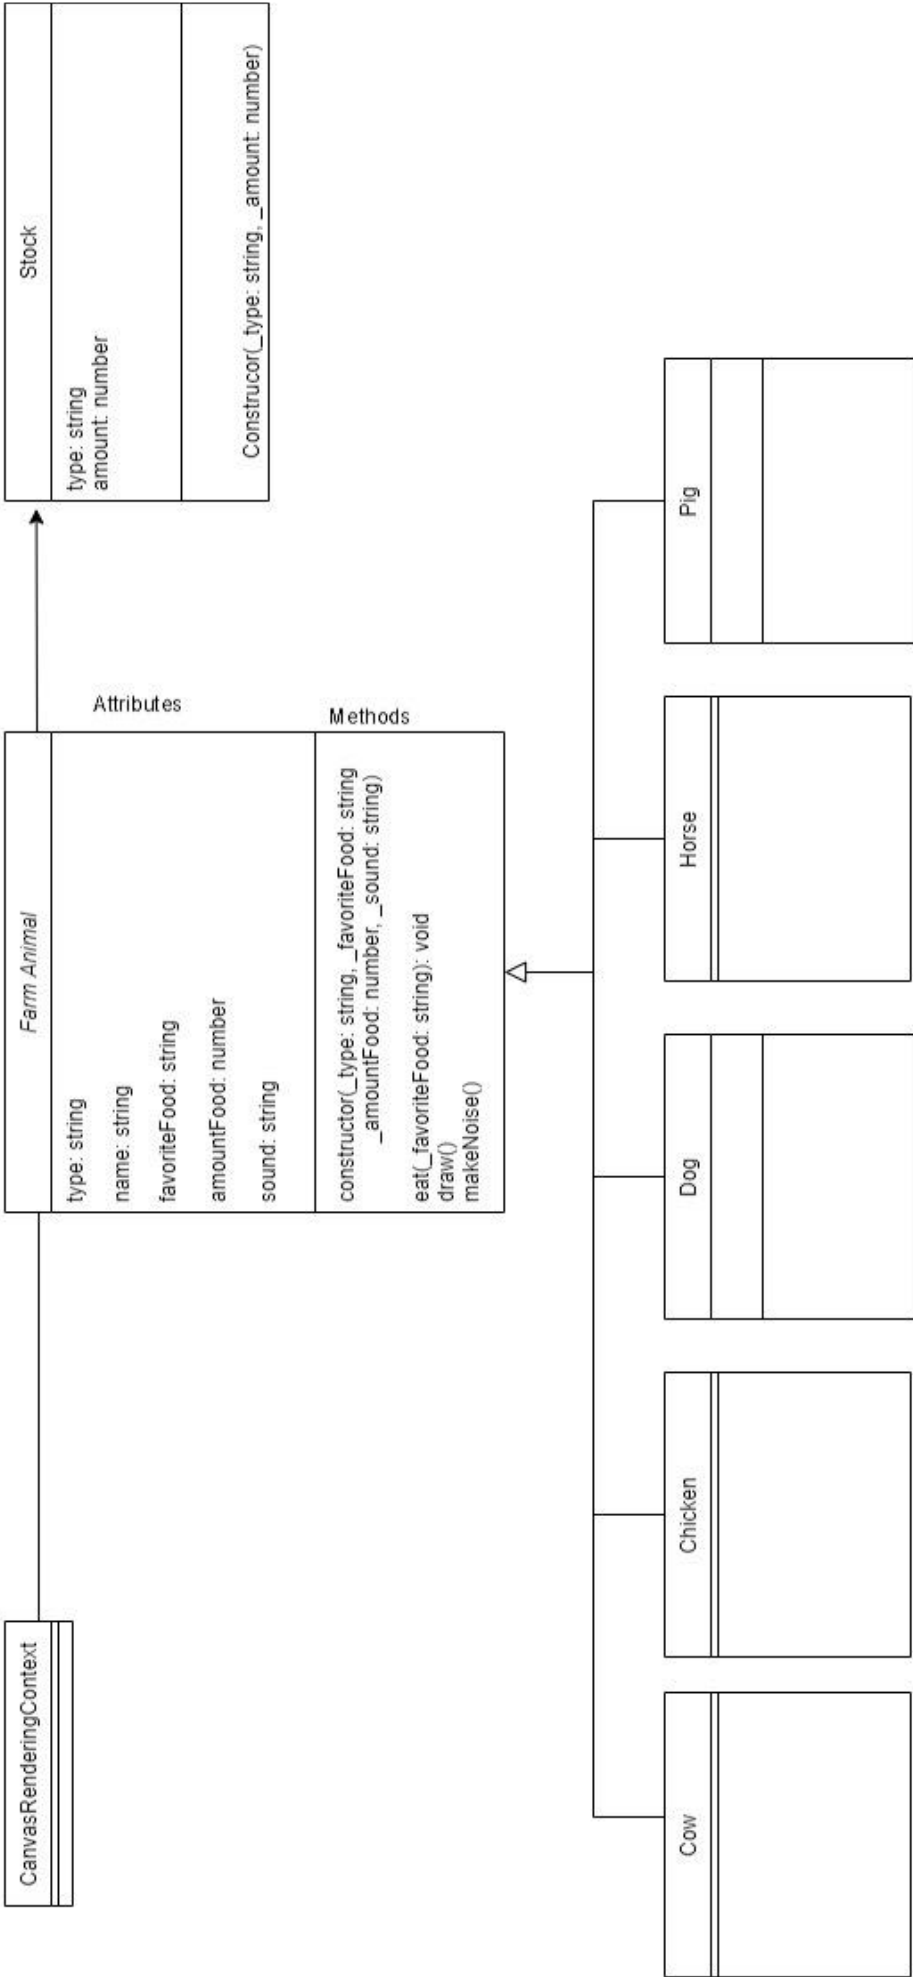 CanvasRenderingContext
Farm Animal
Attributes
type: string
name: string
favoriteFood: string
amountFood: number
sound: string
Methods
constructor(_type: string, _favoriteFood: string
_amountFood: number, _sound: string)
eat(_favoriteFood: string): void
draw()
makeNoise()
Stock
type: string
amount: number
Construcor(_type: string, _amount: number)
Cow
Chicken
Dog
Horse
Pig